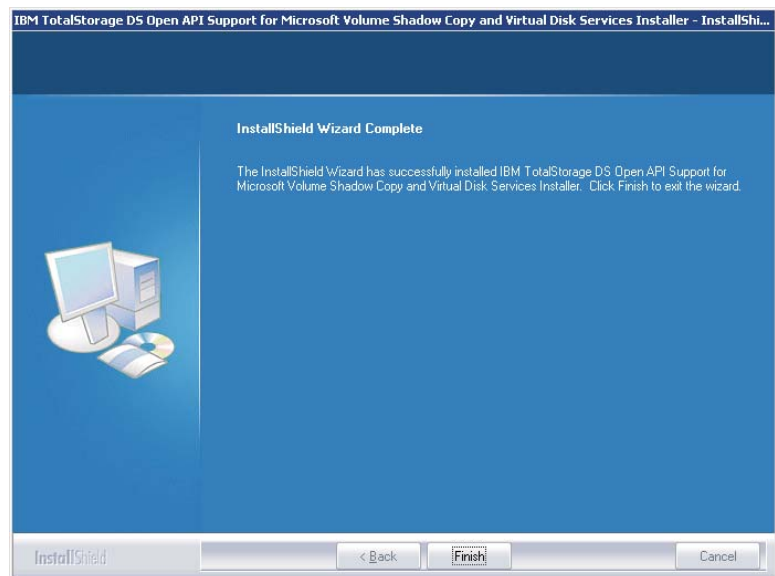 IBM TotalStorage DS Open API Support for Microsoft Volume Shadow Copy and Virtual Disk Services Installer - InstallShi...
InstallShield Wizard Complete
The InstallShield Wizard has successfully installed IBM TotalStorage DS Open API Support for
Microsoft Volume Shadow Copy and Virtual Disk Services Installer. Click Finish to exit the wizard.
InstallShield
< Back
Finish
Cancel